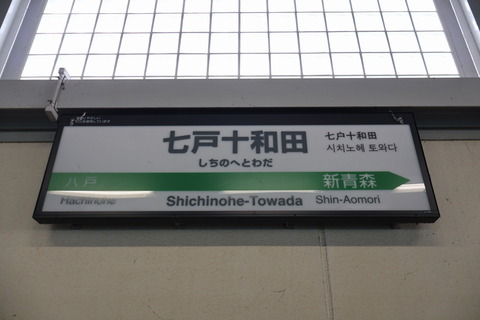 七戸十和田
しちのへとわだ
七户十和田
시치노헤 토와다
八戸
新青森
Hachinohe
Shichinohe-Towada
Shin-Aomori